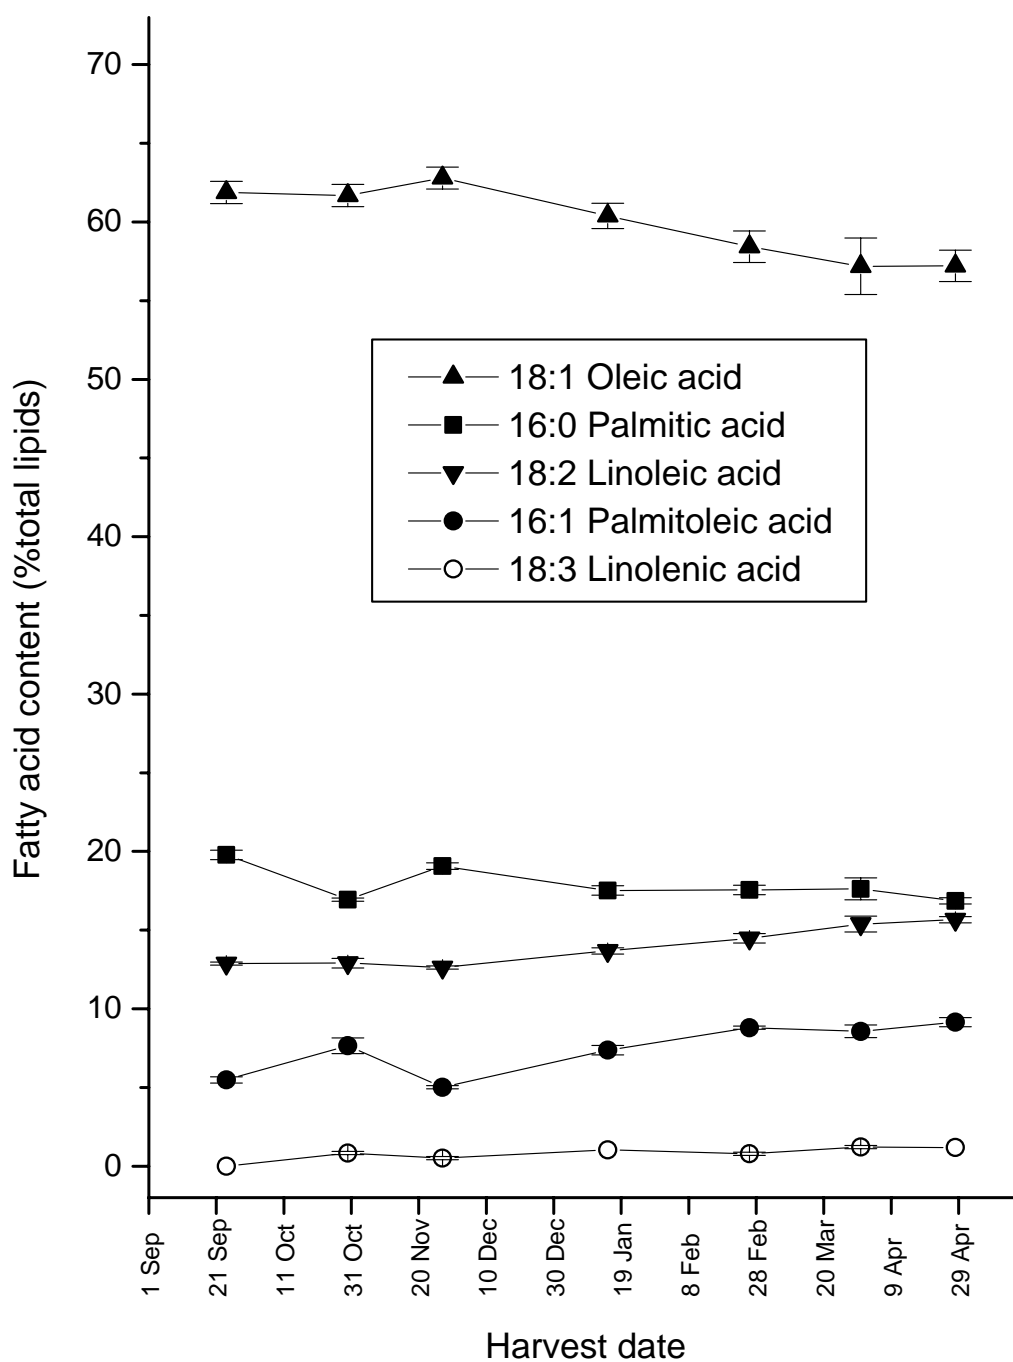 70
60
50
40
30
20
10
0
Fatty acid content (%total lipids)
18:1 Oleic acid
16:0 Palmitic acid
18:2 Linoleic acid
16:1 Palmitoleic acid
18:3 Linolenic acid
1 Sep
21 Sep
11 Oct
31 Oct
20 Nov
10 Dec
30 Dec
19 Jan
8 Feb
28 Feb
20 Mar
9 Apr
29 Apr
Harvest date